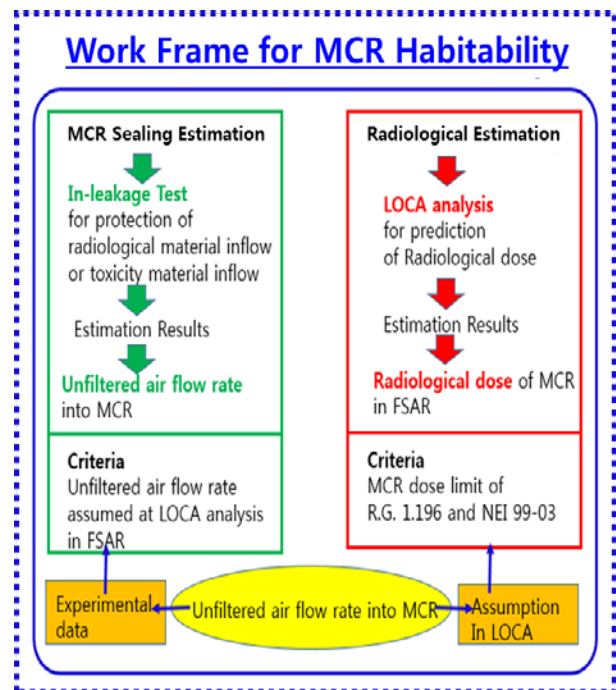 Work Frame for MCR Habitability
MCR Sealing Estimation
In-leakage Test
for protection of
radiological material inflow
or toxicity material inflow
Estimation Results
Unfiltered air flow rate
into MCR
Criteria
Unfiltered air flow rate
assumed at LOCA analysis
in FSAR
Radiological Estimation
LOCA analysis
for prediction
of Radiological dose
Estimation Results
Radiological dose of MCR
in FSAR
Criteria
MCR dose limit of
R.G. 1.196 and NEI 99-03
Experimental
data
Unfiltered air flow rate into MCR
Assumption
In LOCA